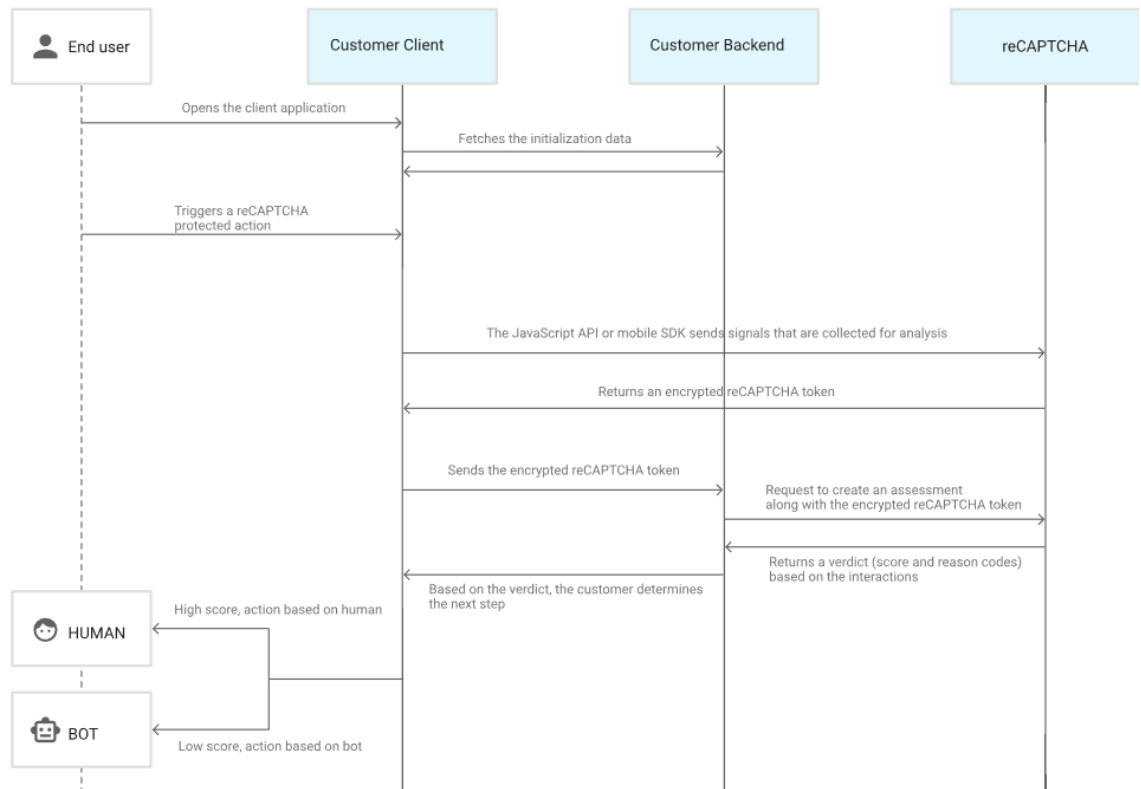 End user
Customer Client
Customer Backend
reCAPTCHA
Opens the client application
Fetches the initialization data
Triggers a reCAPTCHA
protected action
The JavaScript API or mobile SDK sends signals that are collected for analysis
Returns an encrypted reCAPTCHA token
Sends the encrypted reCAPTCHA token
Request to create an assessment
along with the encrypted reCAPTCHA token
Returns a verdict (score and reason codes)
based on the interactions
Based on the verdict, the customer determines
the next step
High score, action based on human
HUMAN
BOT
Low score, action based on bot